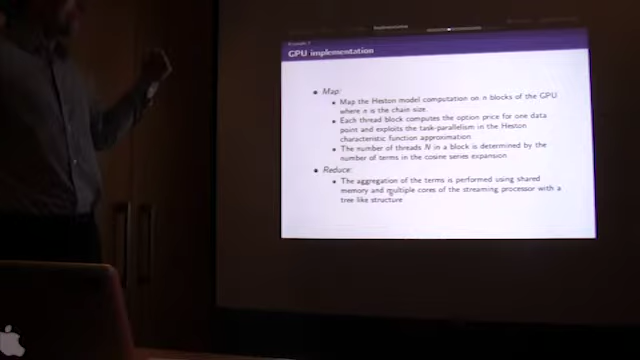 GPU implementation
Map:
Map the Heston model computation on n blocks of the GPU
where n is the chain size.
Each thread block computes the option price for one data
point and exploits the task-parallelism in the Heston
characteristic function approximation
The number of threads N in a block is determined by the
number of terms in the cosine series expansion
Reduce:
The aggregation of the terms is performed using shared
memory and multiple cores of the streaming processor with a
tree like structure